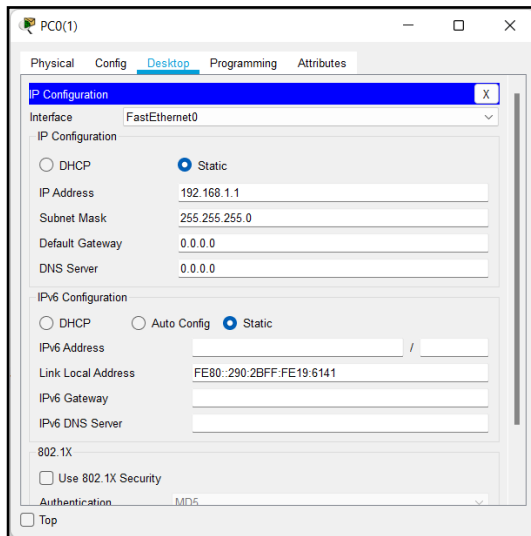 PC0(1)
Physical Config Desktop Programming Attributes
IP Configuration X
Interface FastEthernet0
IP Configuration
DHCP Static
IP Address 192.168.1.1
Subnet Mask 255.255.255.0
Default Gateway 0.0.0.0
DNS Server 0.0.0.0
IPv6 Configuration
DHCP Auto Config Static
IPv6 Address /
Link Local Address FE80::290:2BFF:FE19:6141
IPv6 Gateway
IPv6 DNS Server
802.1X
Use 802.1X Security
Authentication MD5
Top